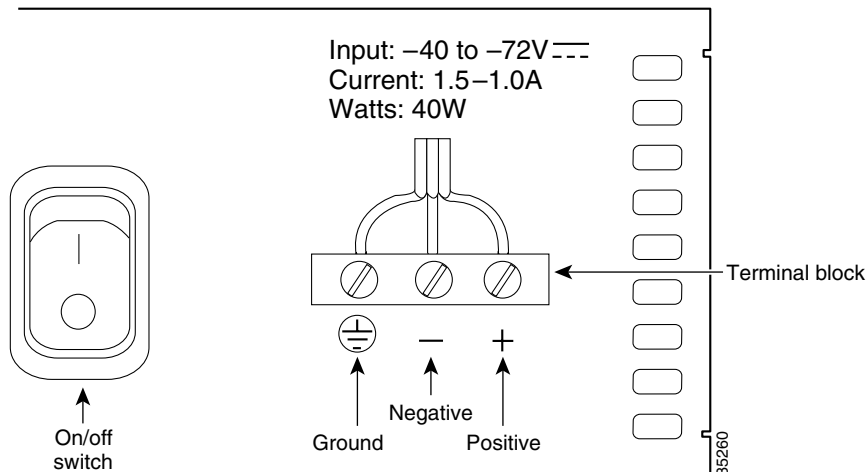 Input: –40 to –72V
Current: 1.5–1.0A
Watts: 40W
Terminal block
− +
Negative
Ground
Positive
On/off
switch